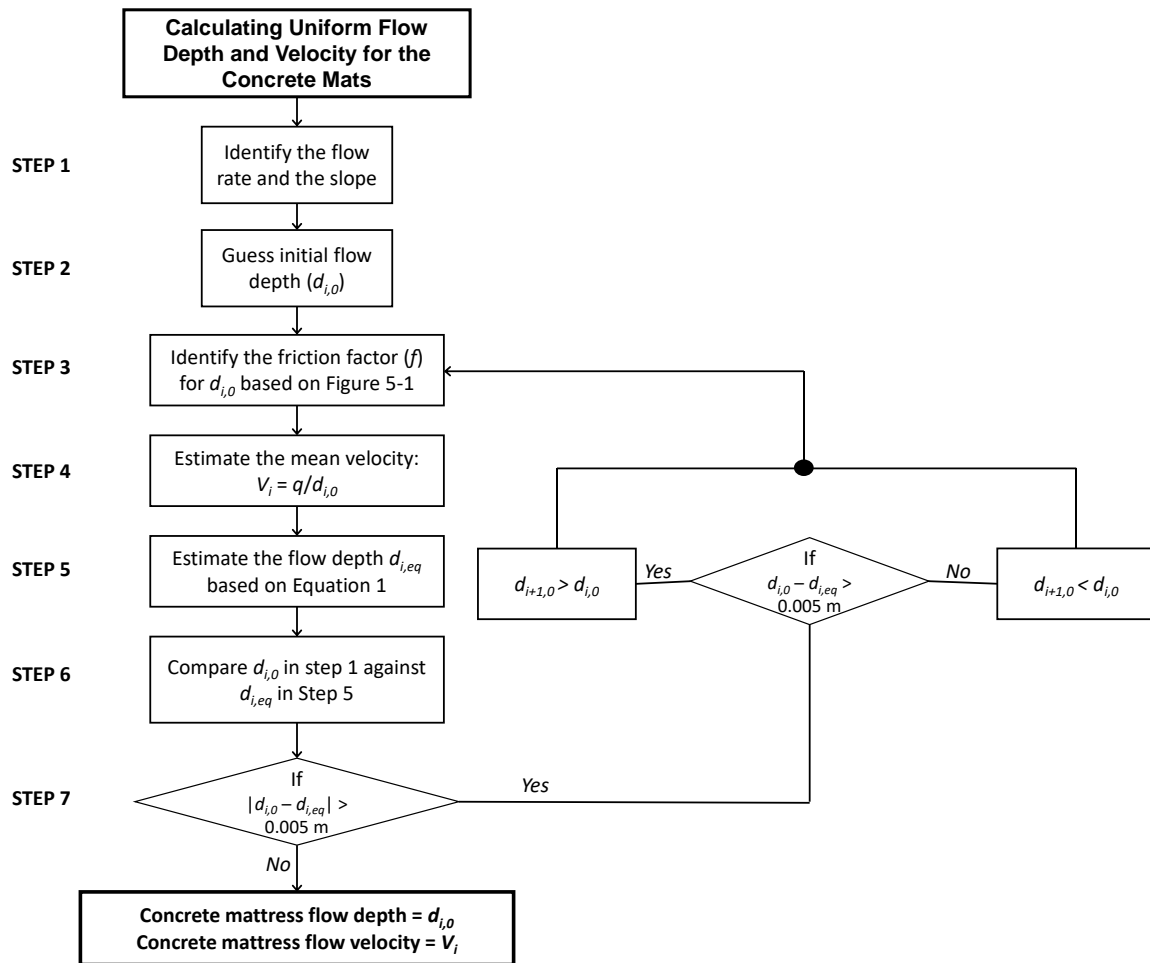 Calculating Uniform Flow
Depth and Velocity for the
Concrete Mats
STEP 1
Identify the flow
rate and the slope
STEP 2
Guess initial flow
depth (d_{i,0})
STEP 3
Identify the friction factor (f)
for d_{i,0} based on Figure 5-1
STEP 4
Estimate the mean velocity:
V_i = q/d_{i,0}
STEP 5
Estimate the flow depth d_{i,eq}
based on Equation 1
d_{i+1,0} > d_{i,0}
Yes
If
d_{i,0} – d_{i,eq} >
0.005 m
No
d_{i+1,0} < d_{i,0}
STEP 6
Compare d_{i,0} in step 1 against
d_{i,eq} in Step 5
STEP 7
If
|d_{i,0} – d_{i,eq}| >
0.005 m
Yes
No
Concrete mattress flow depth = d_{i,0}
Concrete mattress flow velocity = V_i